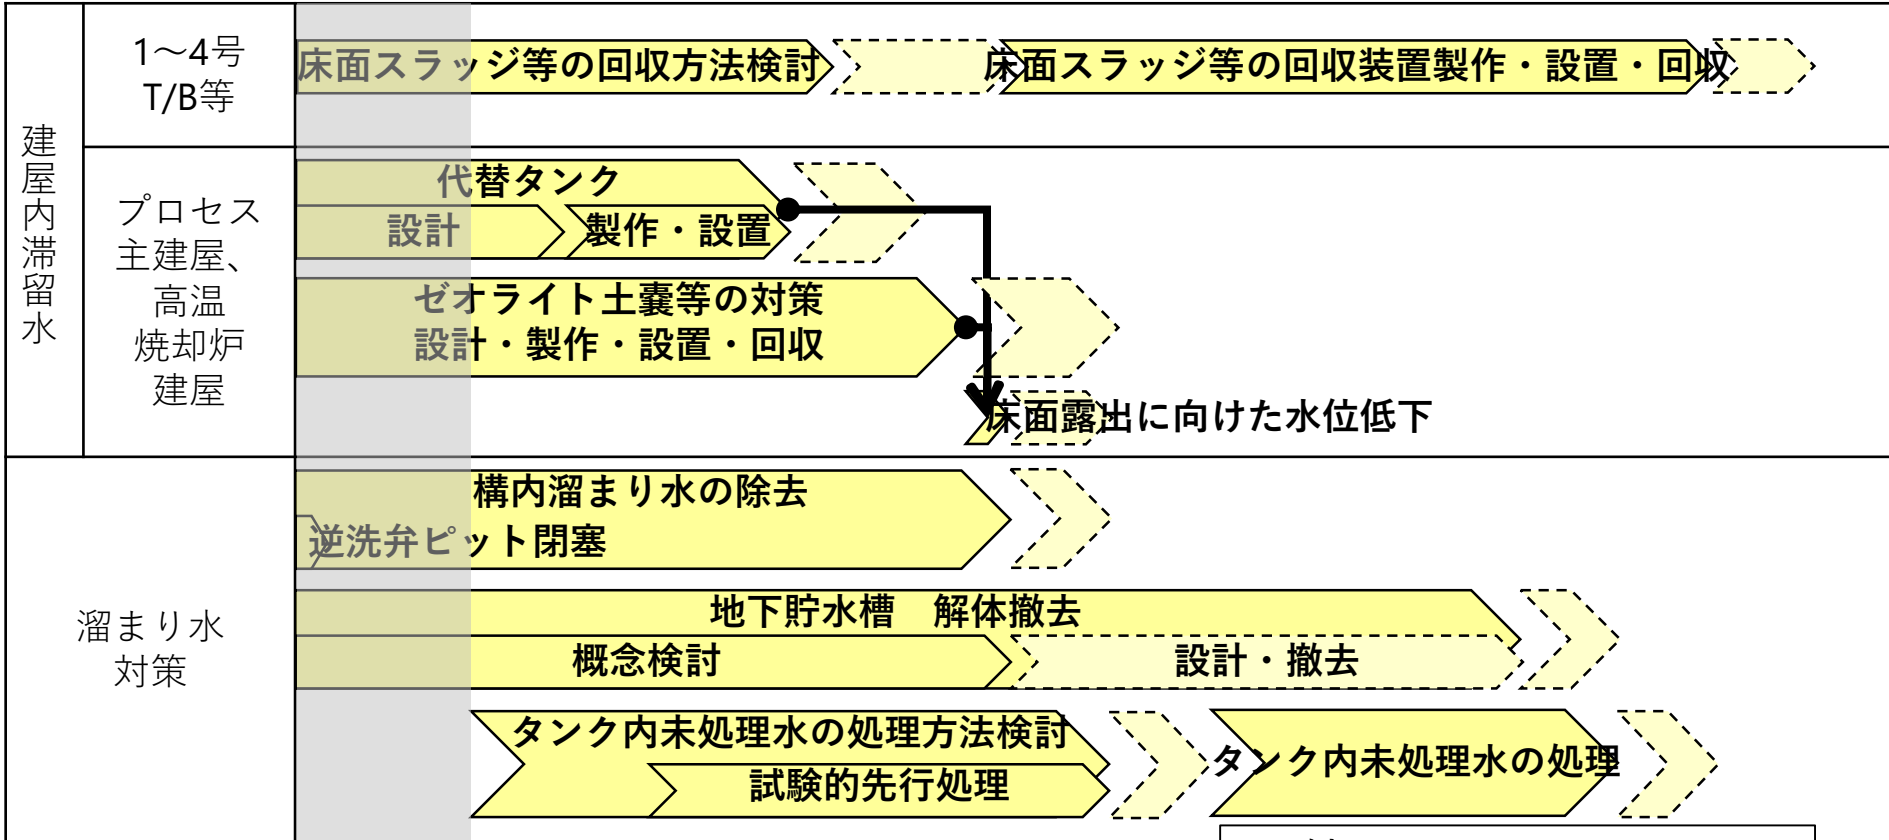 建屋内滞留水
1～4号
T/B等
床面スラッジ等の回収方法検討
床面スラッジ等の回収装置製作・設置・回収
プロセス
主建屋、
高温
焼却炉
建屋
代替タンク
設計
製作・設置
ゼオライト土嚢等の対策
設計・製作・設置・回収
床面露出に向けた水位低下
溜まり水
対策
構内溜まり水の除去
逆洗弁ピット閉塞
地下貯水槽　解体撤去
概念検討
設計・撤去
タンク内未処理水の処理方法検討
試験的先行処理
タンク内未処理水の処理